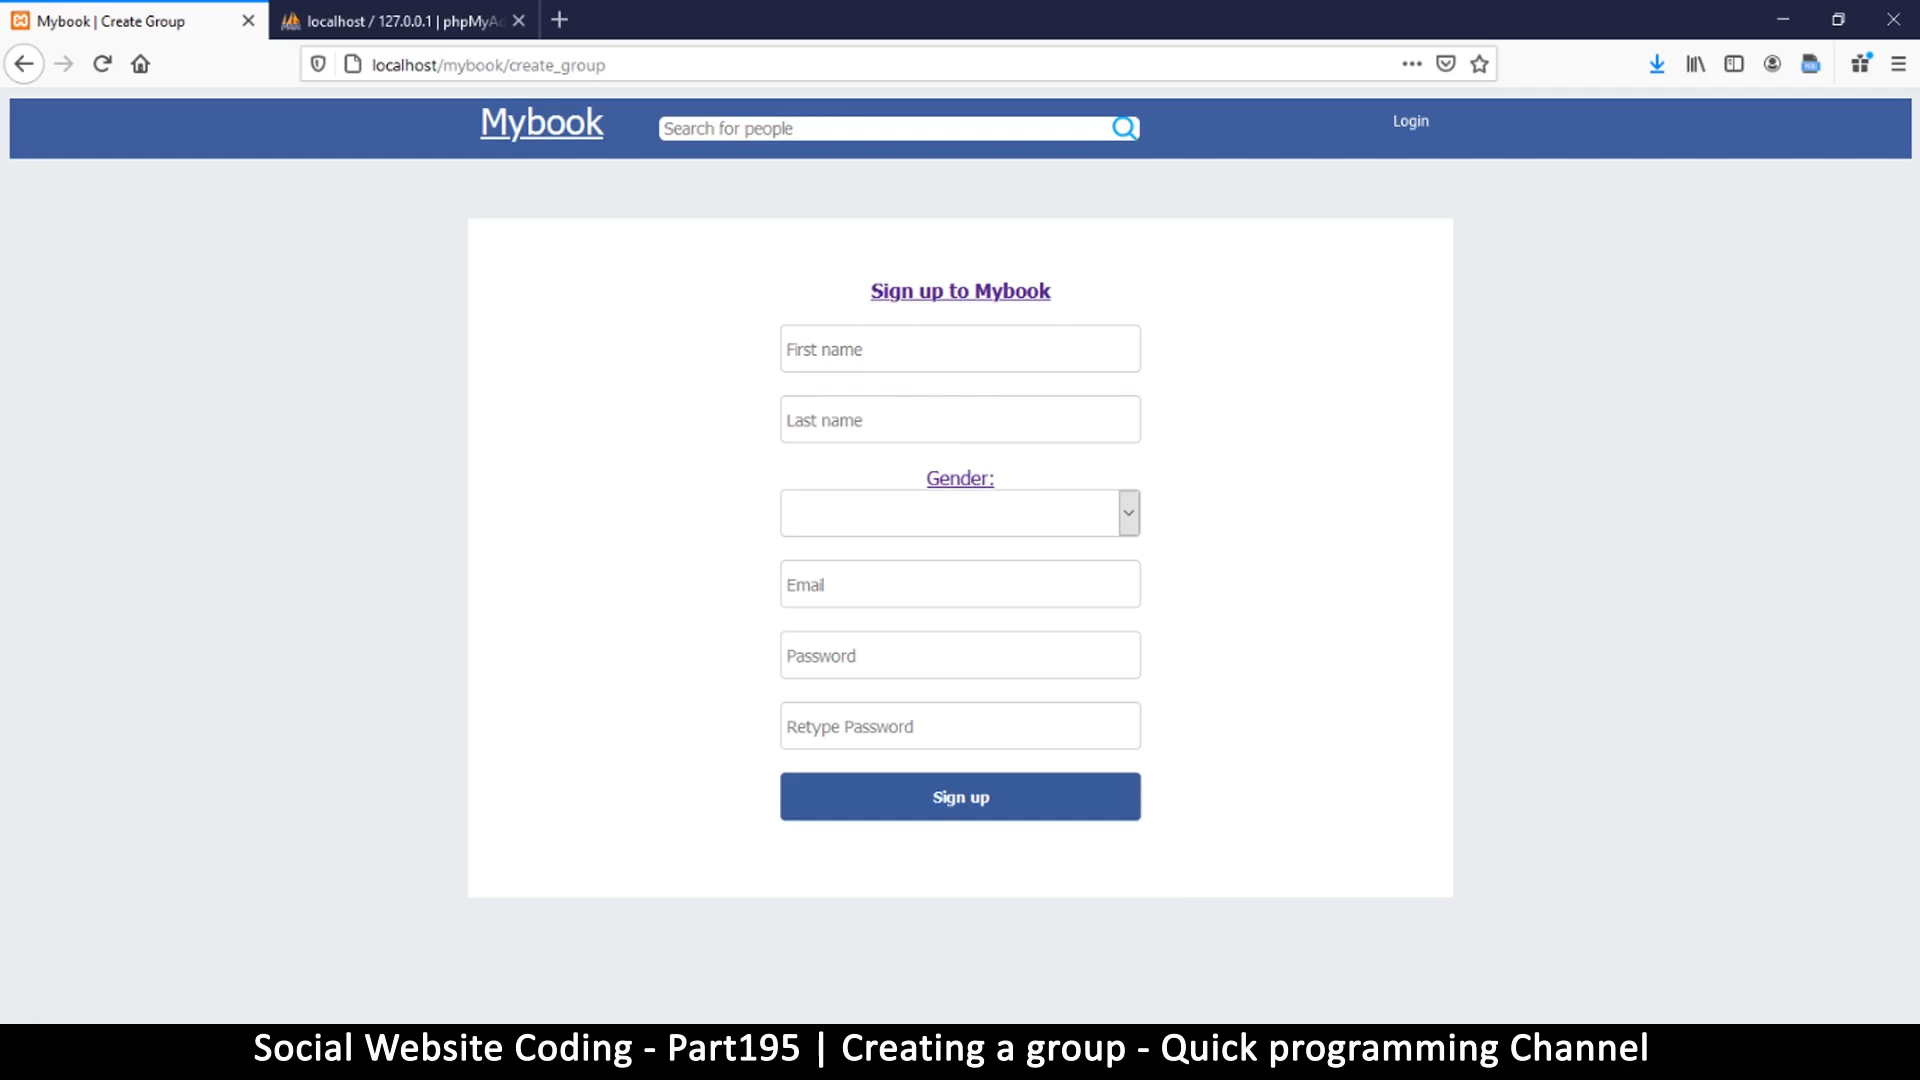 Mybook | Create Group
localhost / 127.0.0.1 | phpMyAd
localhost/mybook/create_group
Mybook
Search for people
Login
Sign up to Mybook
First name
Last name
Gender:
Email
Password
Retype Password
Sign up
Social Website Coding - Part195 | Creating a group - Quick programming Channel